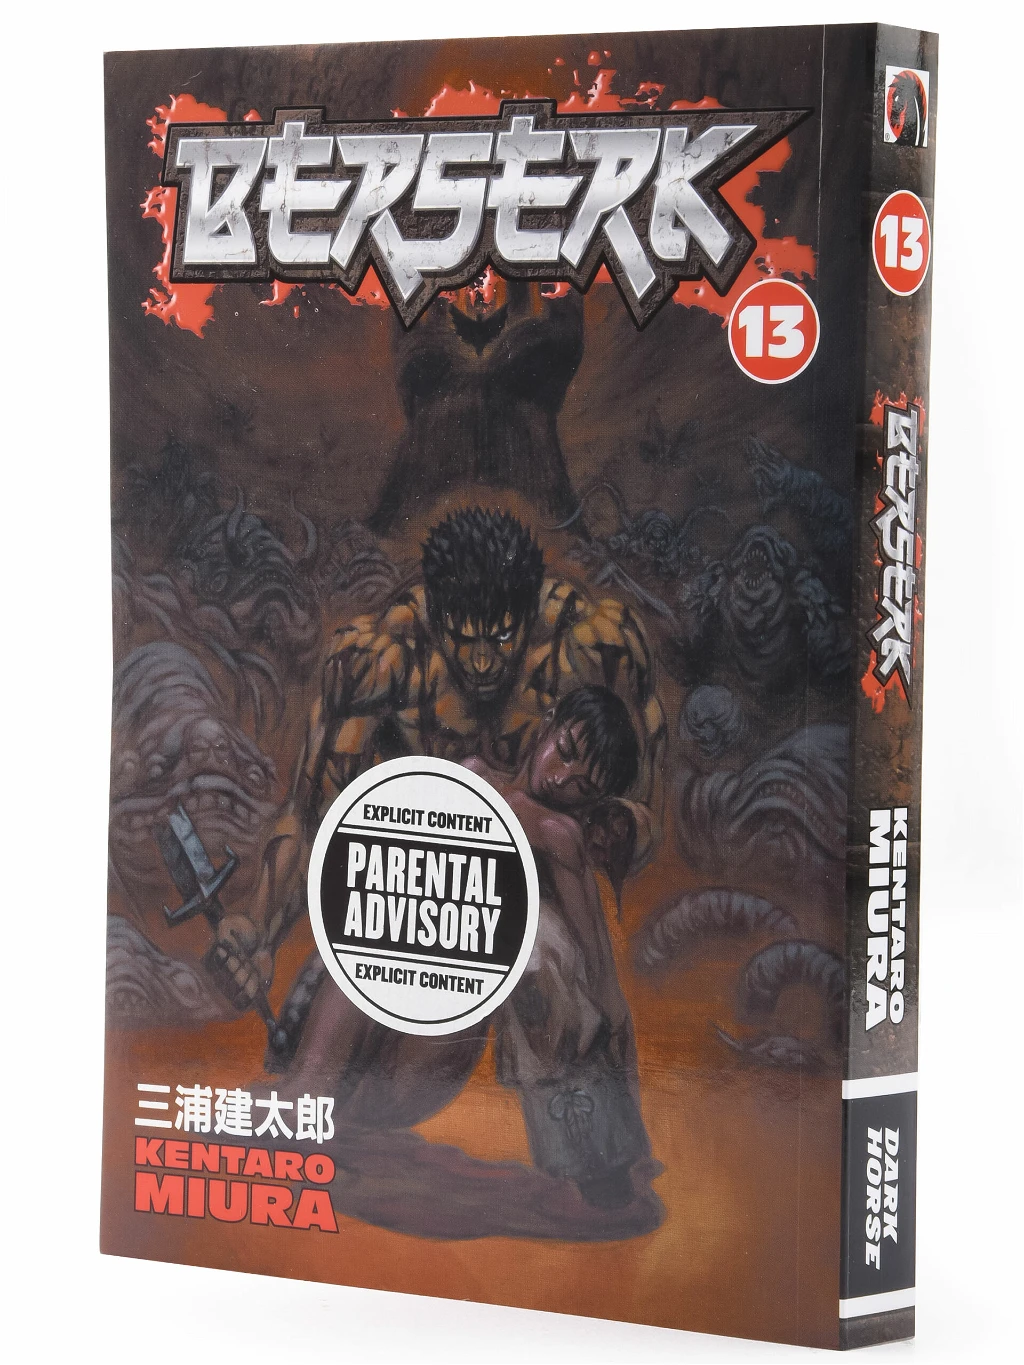 BERSERK
13
EXPLICIT CONTENT
PARENTAL
ADVISORY
EXPLICIT CONTENT
三浦建太郎
KENTARO
MIURA
13
BERSERK
KENTARO
MIURA
DARK
HORSE